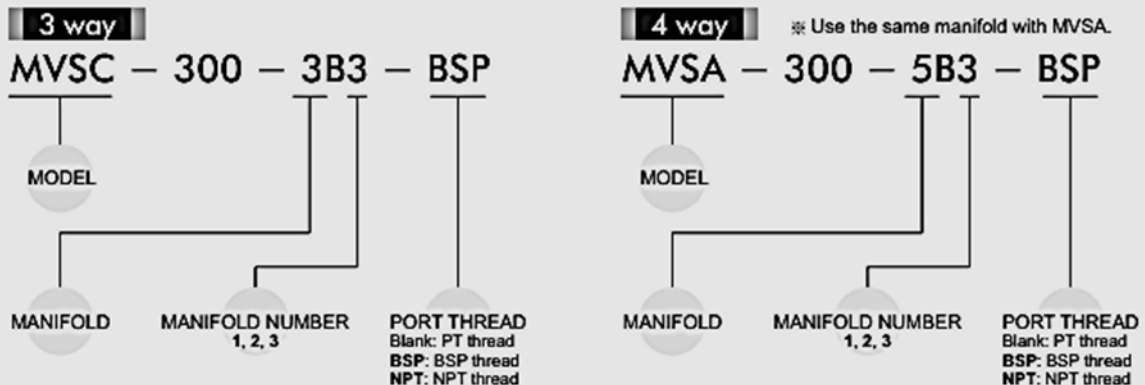 3 way
MVSC – 300 – 3B3 – BSP
MODEL
MANIFOLD
MANIFOLD NUMBER
1, 2, 3
PORT THREAD
Blank: PT thread
BSP: BSP thread
NPT: NPT thread
4 way
※ Use the same manifold with MVSA.
MVSA – 300 – 5B3 – BSP
MODEL
MANIFOLD
MANIFOLD NUMBER
1, 2, 3
PORT THREAD
Blank: PT thread
BSP: BSP thread
NPT: NPT thread